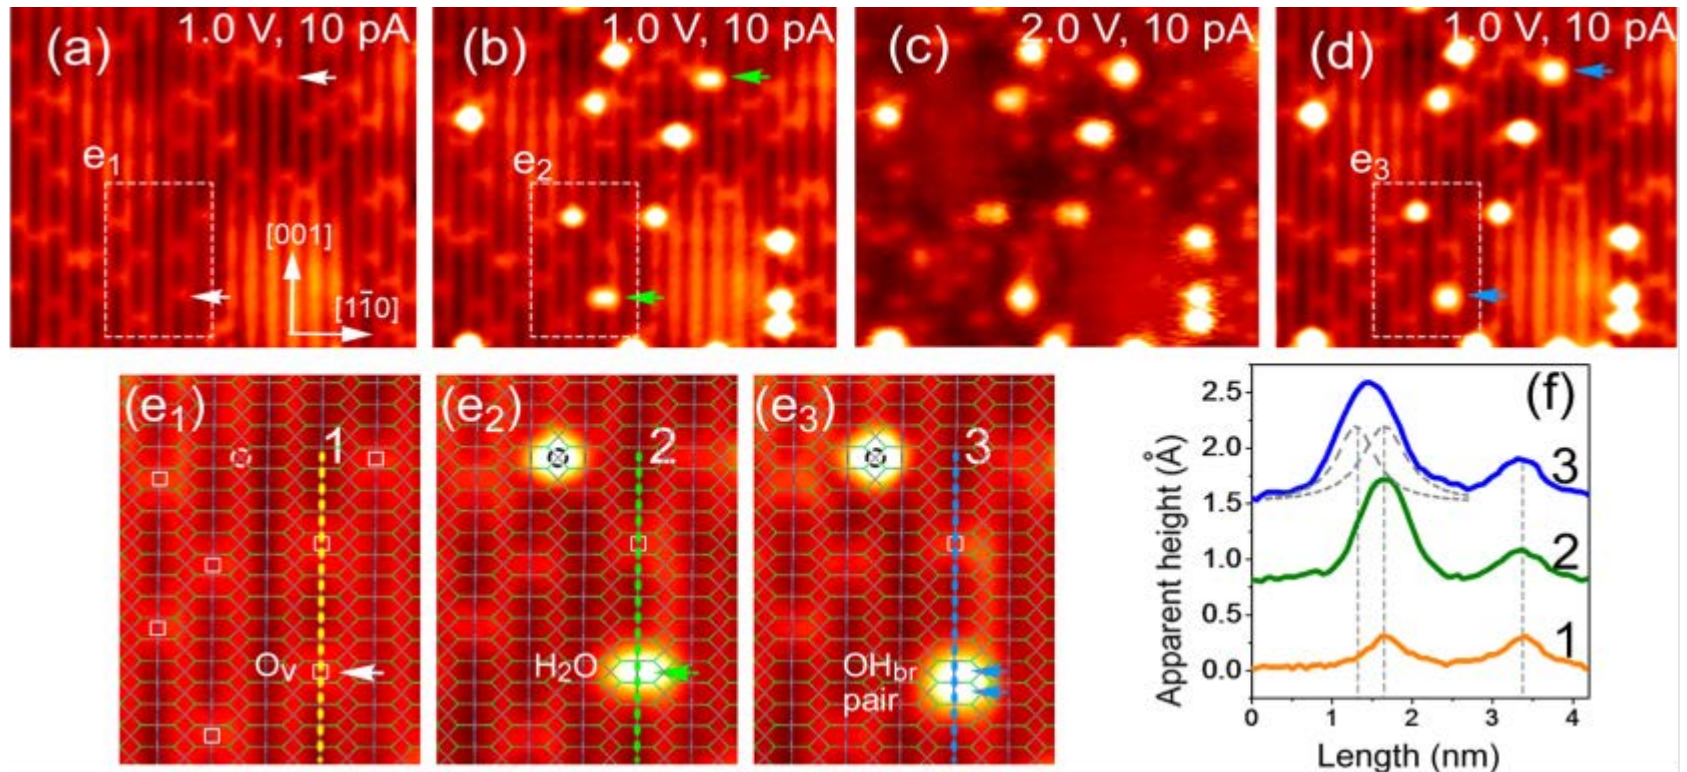 (a) 1.0 V, 10 pA
e1
[001]
[11̄0]
(b) 1.0 V, 10 pA
e2
(c) 2.0 V, 10 pA
(d) 1.0 V, 10 pA
e3
(e1) 1
Ov
(e2) 2
H2O
(e3) 3
OHbr
pair
(f)
Apparent height (Å)
2.5
2.0
1.5
1.0
0.5
0.0
3
2
1
0 1 2 3 4
Length (nm)